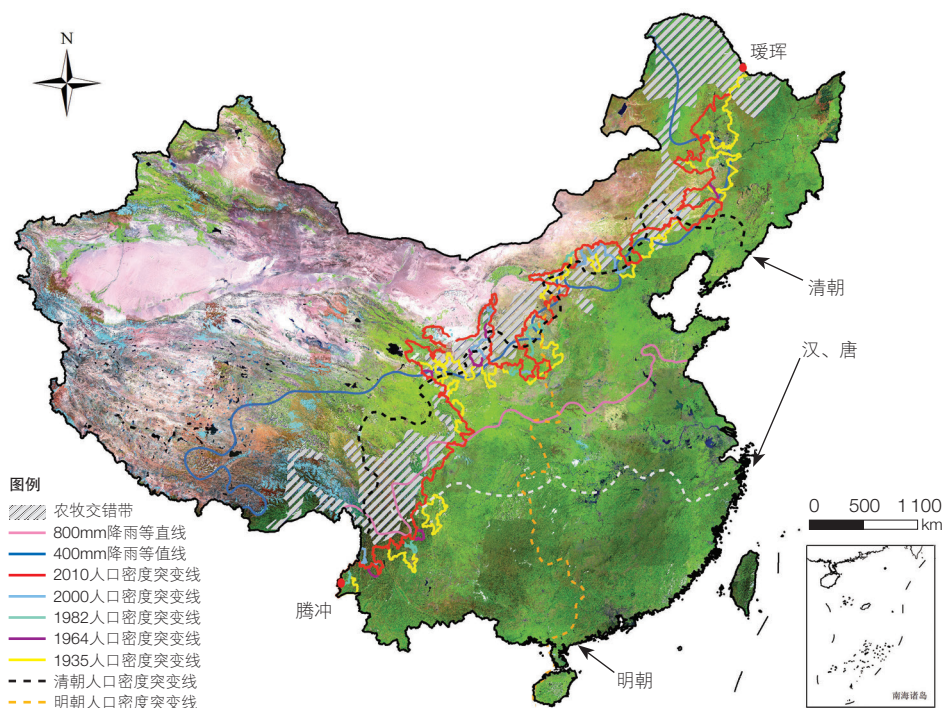 N
瑷珲
清朝
汉、唐
图例
农牧交错带
800mm降雨等直线
400mm降雨等值线
2010人口密度突变线
2000人口密度突变线
1982人口密度突变线
1964人口密度突变线
1935人口密度突变线
清朝人口密度突变线
明朝人口密度突变线
腾冲
明朝
0 500 1 100
km
南海诸岛